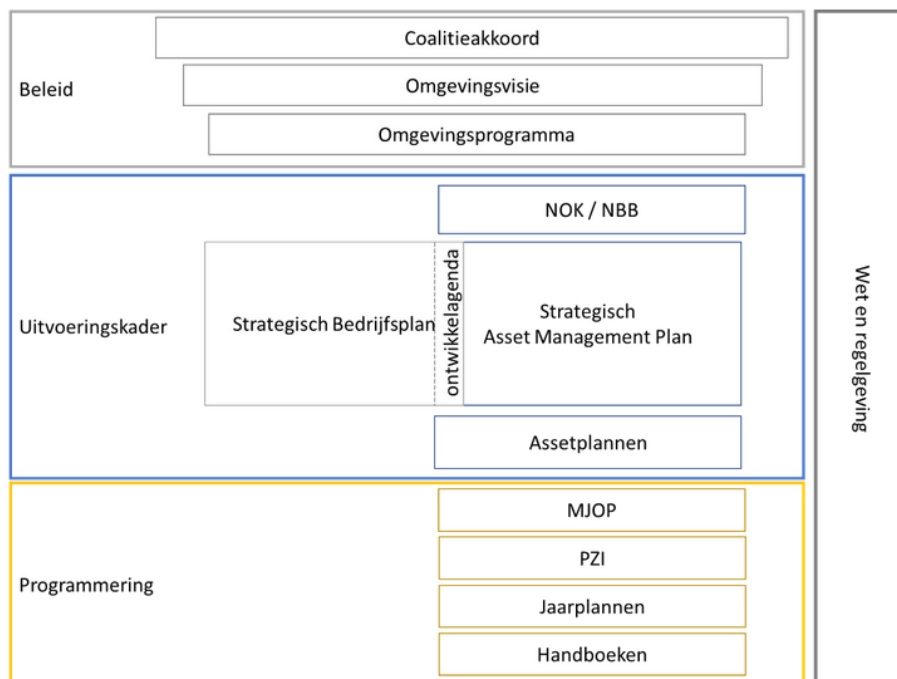 Beleid
Coalitieakkoord
Omgevingsvisie
Omgevingsprogramma
Uitvoeringskader
NOK / NBB
Strategisch Bedrijfsplan
ontwikkelagenda
Strategisch
Asset Management Plan
Assetplannen
Programmering
MJOP
PZI
Jaarplannen
Handboeken
Wet en regelgeving